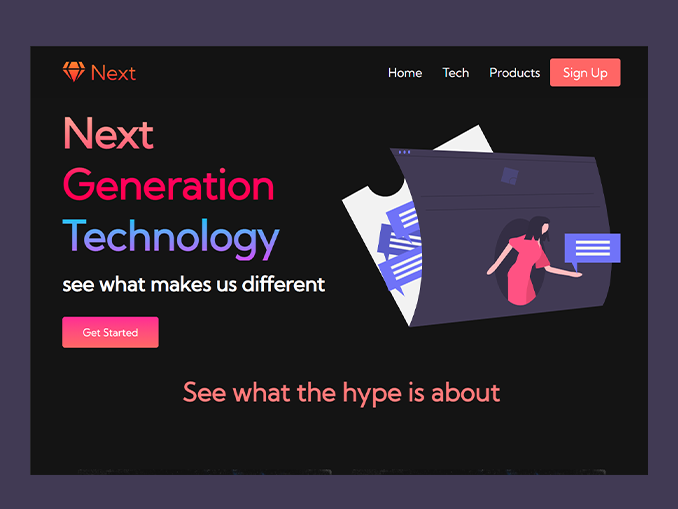 Next
Home Tech Products Sign Up
Next
Generation
Technology
see what makes us different
Get Started
See what the hype is about